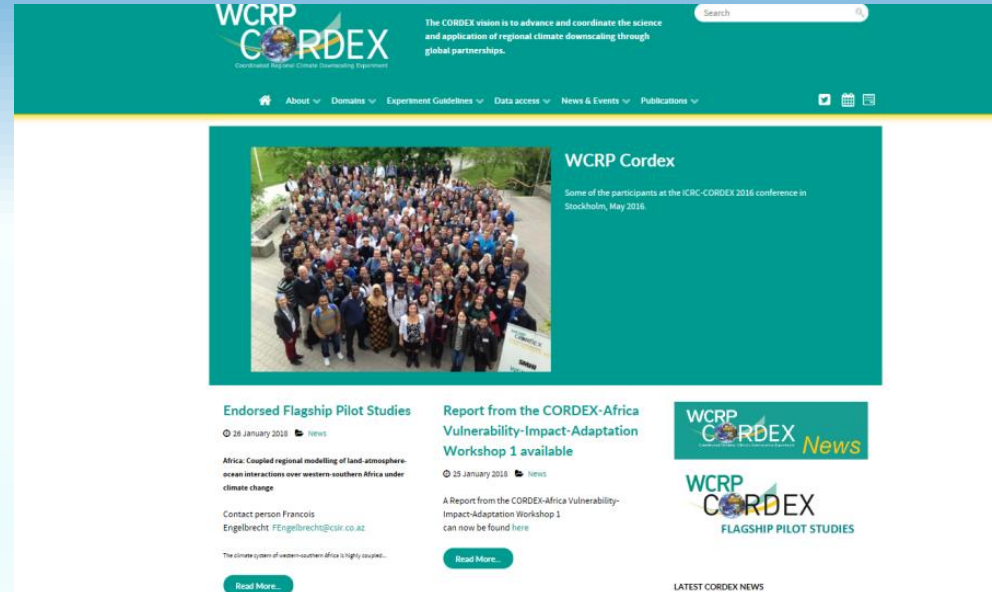 WCRP
CORDEX
Coordinated Regional Climate Downscaling Experiment
The CORDEX vision is to advance and coordinate the science
and application of regional climate downscaling through
global partnerships.
Search
About
Domains
Experiment Guidelines
Data access
News & Events
Publications
WCRP Cordex
Some of the participants at the ICRC-CORDEX 2016 conference in
Stockholm, May 2016.
CORDEX
SMHI
Endorsed Flagship Pilot Studies
26 January 2018 News
Africa: Coupled regional modelling of land-atmosphere-
ocean interactions over western-southern Africa under
climate change
Contact person Francois
Engelbrecht FEngelbrecht@csir.co.az
The climate system of western-southern Africa is highly coupled...
Read More...
Report from the CORDEX-Africa
Vulnerability-Impact-Adaptation
Workshop 1 available
25 January 2018 News
A Report from the CORDEX-Africa Vulnerability-
Impact-Adaptation Workshop 1
can now be found here
Read More...
WCRP
CORDEX News
WCRP
CORDEX
FLAGSHIP PILOT STUDIES
LATEST CORDEX NEWS